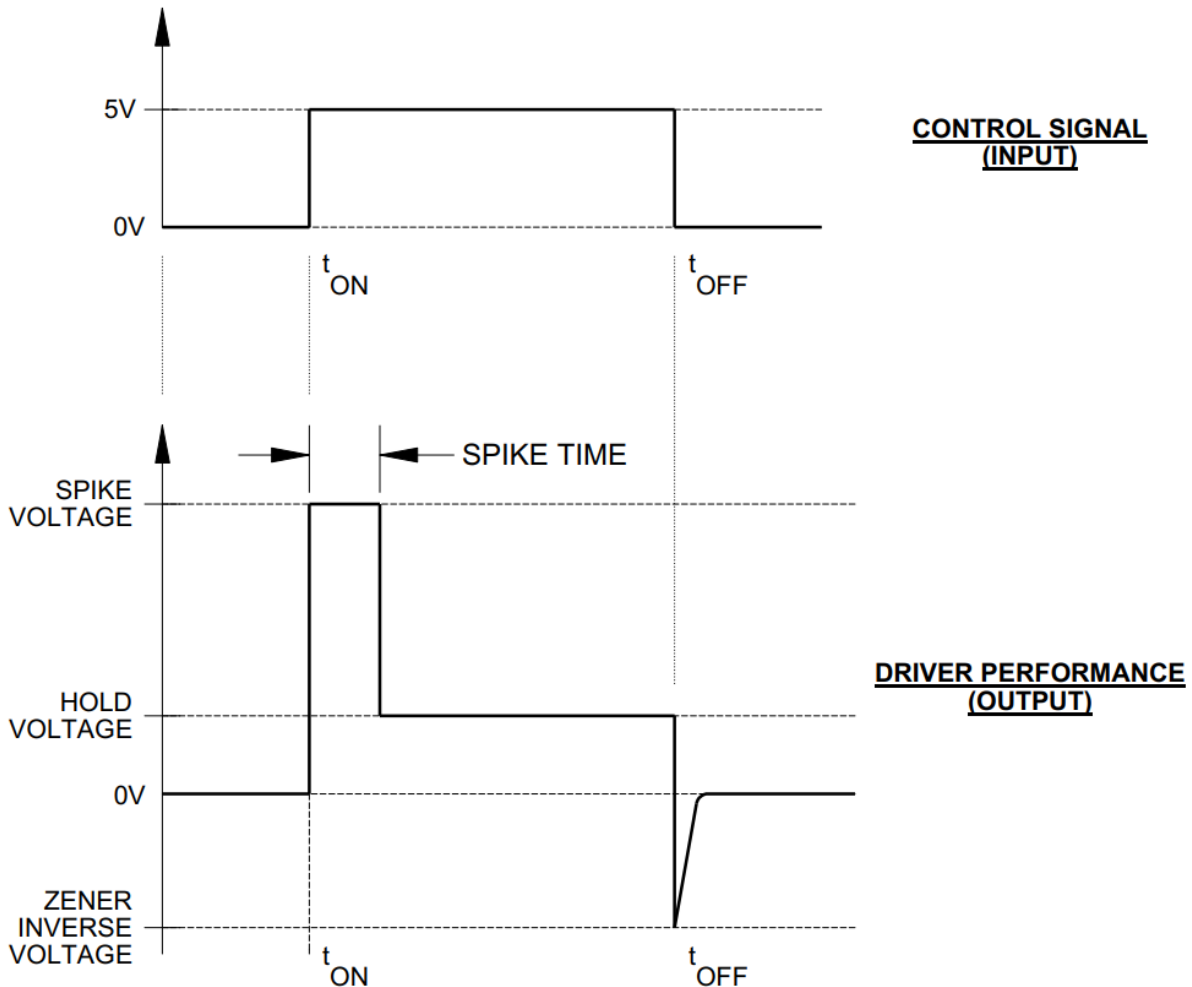 5V
CONTROL SIGNAL
(INPUT)
0V
t
ON
t
OFF
SPIKE TIME
SPIKE
VOLTAGE
HOLD
VOLTAGE
DRIVER PERFORMANCE
(OUTPUT)
0V
ZENER
INVERSE
VOLTAGE
t
ON
t
OFF